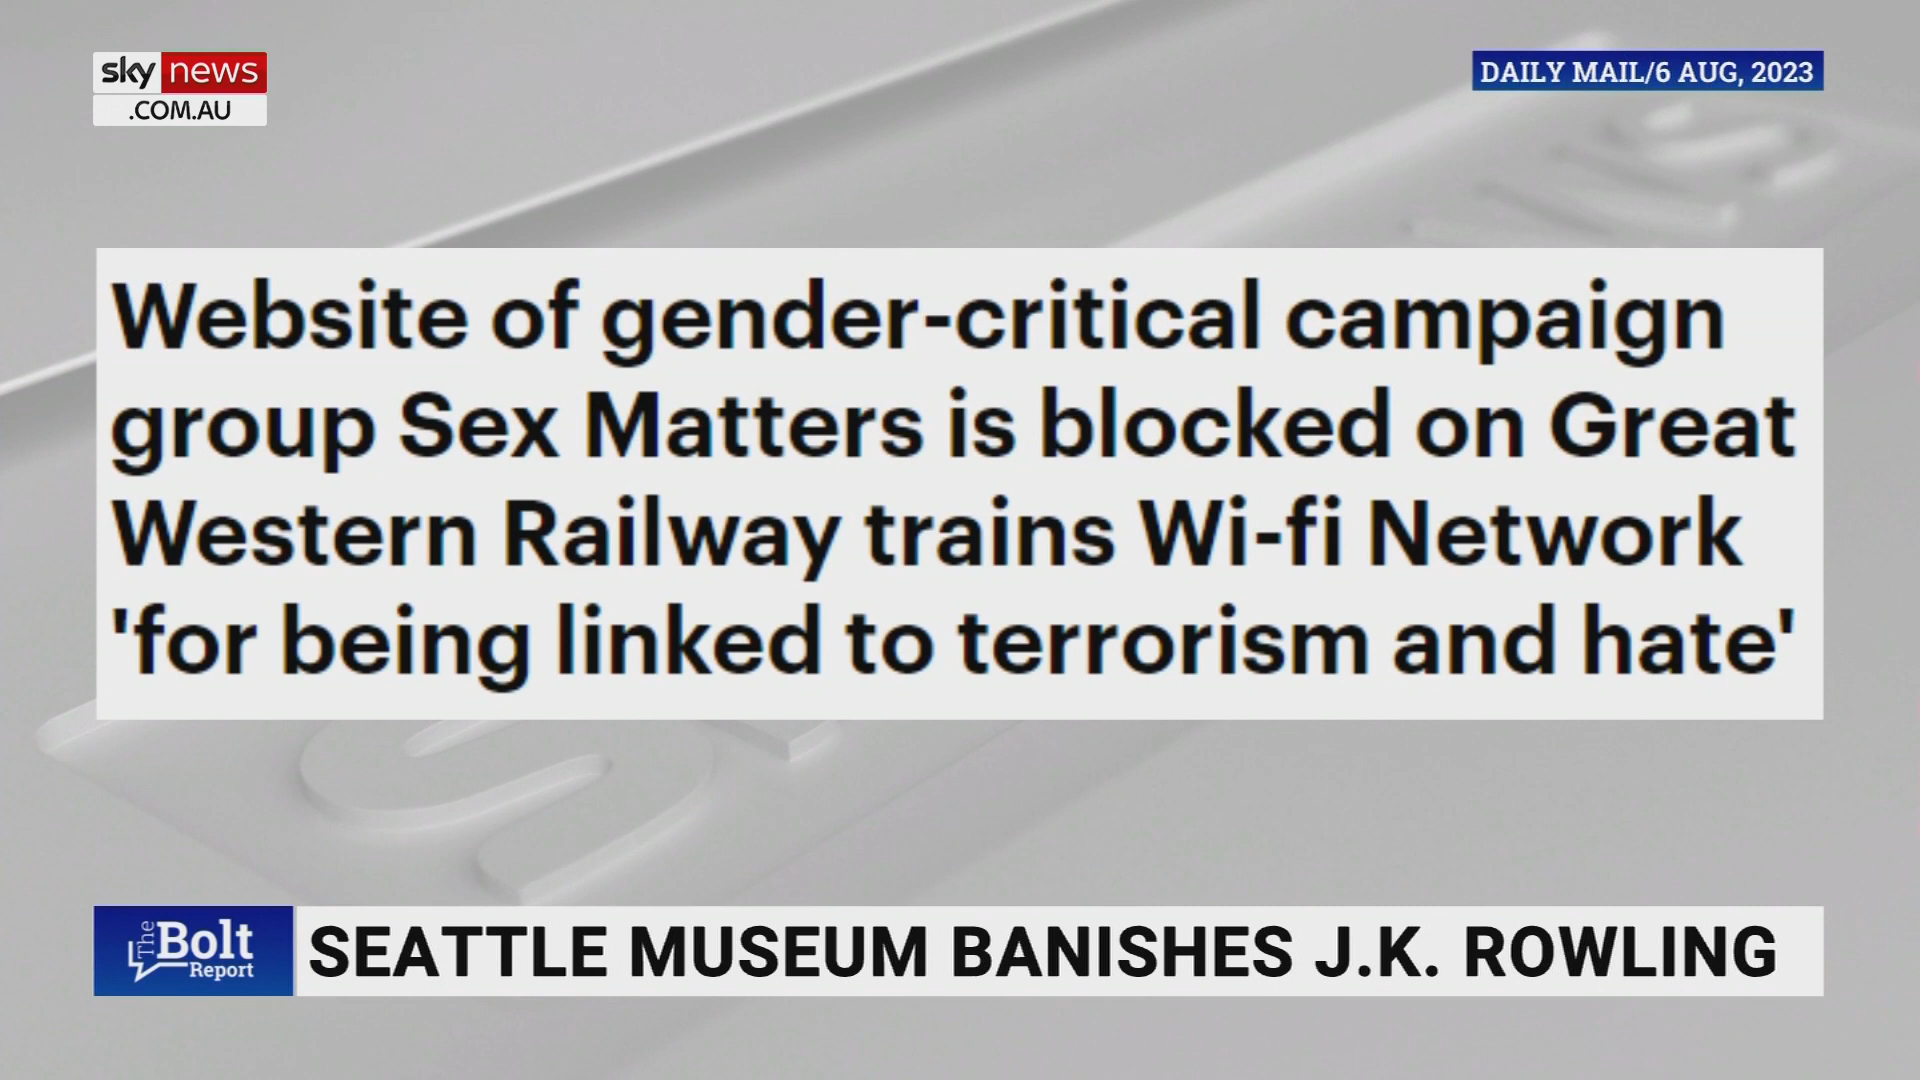 sky news
.COM.AU
DAILY MAIL/6 AUG, 2023
Website of gender-critical campaign
group Sex Matters is blocked on Great
Western Railway trains Wi-fi Network
'for being linked to terrorism and hate'
The Bolt Report
SEATTLE MUSEUM BANISHES J.K. ROWLING